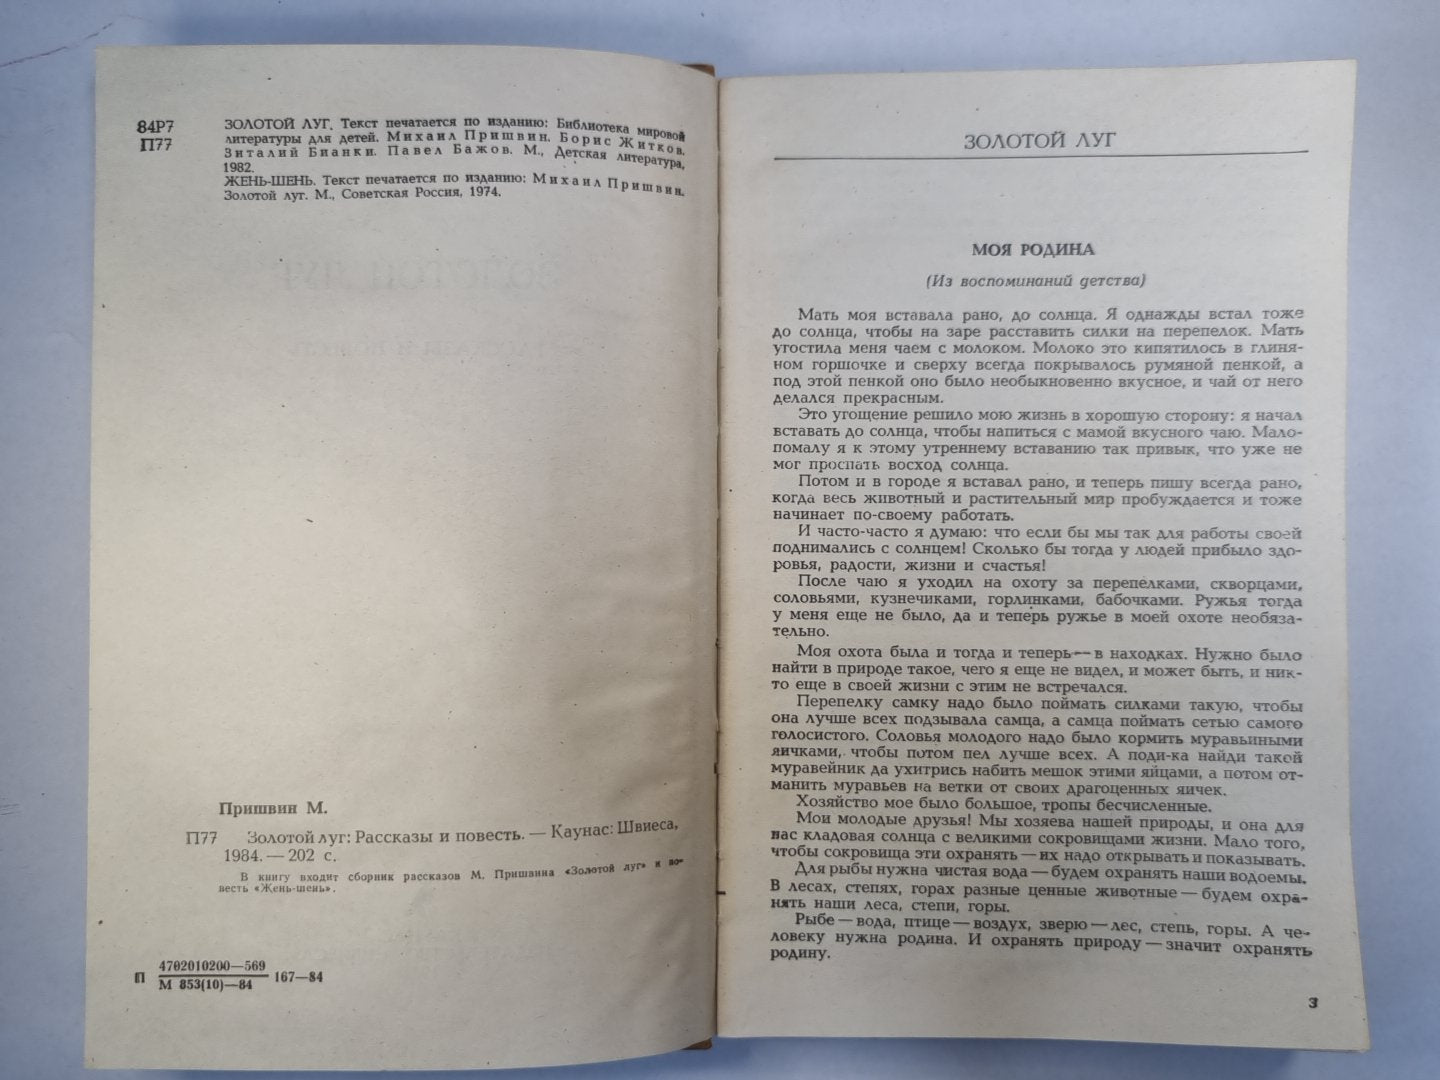 84Р7
П77
ЗОЛОТОЙ ЛУГ. Текст печатается по изданию: Библиотека мировой
литературы для детей. Михаил Пришвин. Борис Житков.
Зиталий Бианки. Павел Бажов. М., Детская литература,
1982.
ЖЕНЬ-ШЕНЬ. Текст печатается по изданию: Михаил Пришвин.
Золотой луг. М., Советская Россия, 1974.
Пришвин М.
П77 Золотой луг: Рассказы и повесть. — Каунас: Швиеса,
1984. — 202 с.
В книгу входит сборник рассказов М. Пришвина «Золотой луг» и по-
весть «Жень-шень».
П 4702010200—569
М 853(10)—84 167—84
ЗОЛОТОЙ ЛУГ
МОЯ РОДИНА
(Из воспоминаний детства)
Мать моя вставала рано, до солнца. Я однажды встал тоже
до солнца, чтобы на заре расставить силки на перепелок. Мать
угостила меня чаем с молоком. Молоко это кипятилось в глиня-
ном горшочке и сверху всегда покрывалось румяной пенкой, а
под этой пенкой оно было необыкновенно вкусное, и чай от него
делался прекрасным.
Это угощение решило мою жизнь в хорошую сторону: я начал
вставать до солнца, чтобы напиться с мамой вкусного чаю. Мало-
помалу я к этому утреннему вставанию так привык, что уже не
мог проспать восход солнца.
Потом и в городе я вставал рано, и теперь пишу всегда рано,
когда весь животный и растительный мир пробуждается и тоже
начинает по-своему работать.
И часто-часто я думаю: что если бы мы так для работы своей
поднимались с солнцем! Сколько бы тогда у людей прибыло здо-
ровья, радости, жизни и счастья!
После чаю я уходил на охоту за перепелками, скворцами,
соловьями, кузнечиками, горлинками, бабочками. Ружья тогда
у меня еще не было, да и теперь ружье в моей охоте необяза-
тельно.
Моя охота была и тогда и теперь — в находках. Нужно было
найти в природе такое, чего я еще не видел, и может быть, и ник-
то еще в своей жизни с этим не встречался.
Перепелку самку надо было поймать силками такую, чтобы
она лучше всех подзывала самца, а самца поймать сетью самого
голосистого. Соловья молодого надо было кормить муравьиными
яичками, чтобы потом пел лучше всех. А поди-ка найди такой
муравейник да ухитрись набить мешок этими яйцами, а потом от-
манить муравьев на ветки от своих драгоценных яичек.
Хозяйство мое было большое, тропы бесчисленные.
Мои молодые друзья! Мы хозяева нашей природы, и она для
нас кладовая солнца с великими сокровищами жизни. Мало того,
чтобы сокровища эти охранять — их надо открывать и показывать.
Для рыбы нужна чистая вода — будем охранять наши водоемы.
В лесах, степях, горах разные ценные животные — будем охра-
нять наши леса, степи, горы.
Рыбе — вода, птице — воздух, зверю — лес, степь, горы. А че-
ловеку нужна родина. И охранять природу — значит охранять
родину.
3